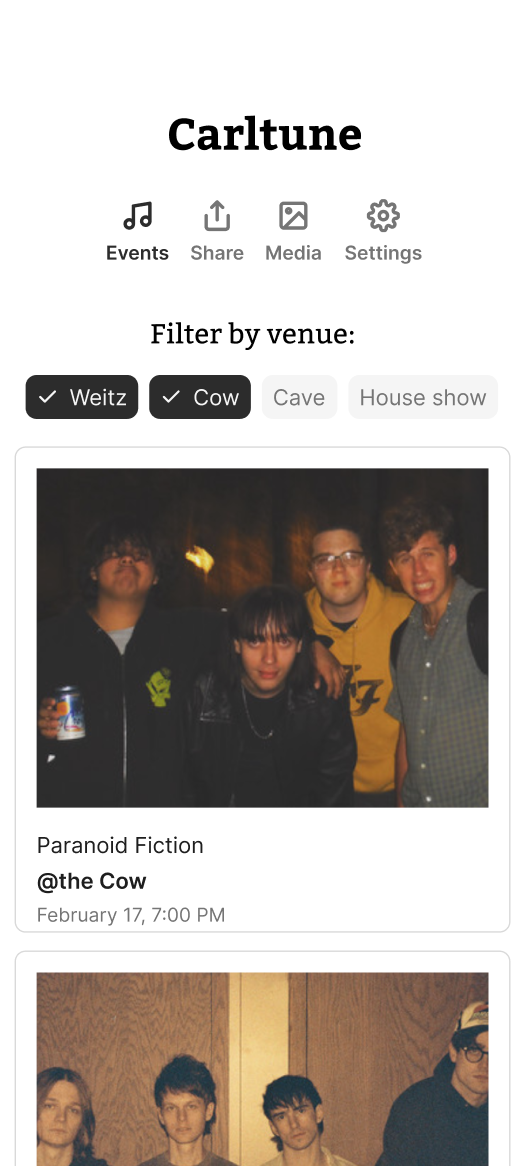 Carltune
Events Share Media Settings
Filter by venue:
Weitz Cow Cave House show
Paranoid Fiction
@the Cow
February 17, 7:00 PM